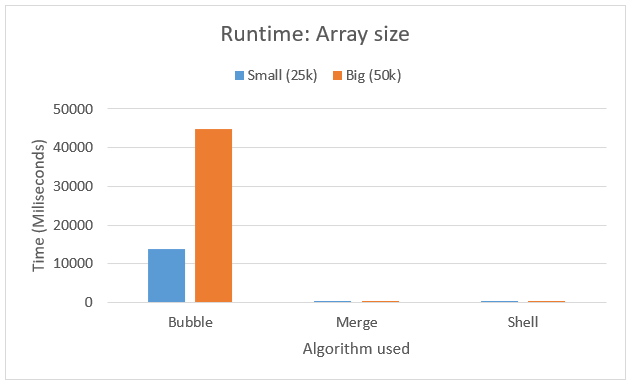 Runtime: Array size
Small (25k) Big (50k)
50000
40000
30000
20000
10000
0
Time (Miliseconds)
Bubble Merge Shell
Algorithm used